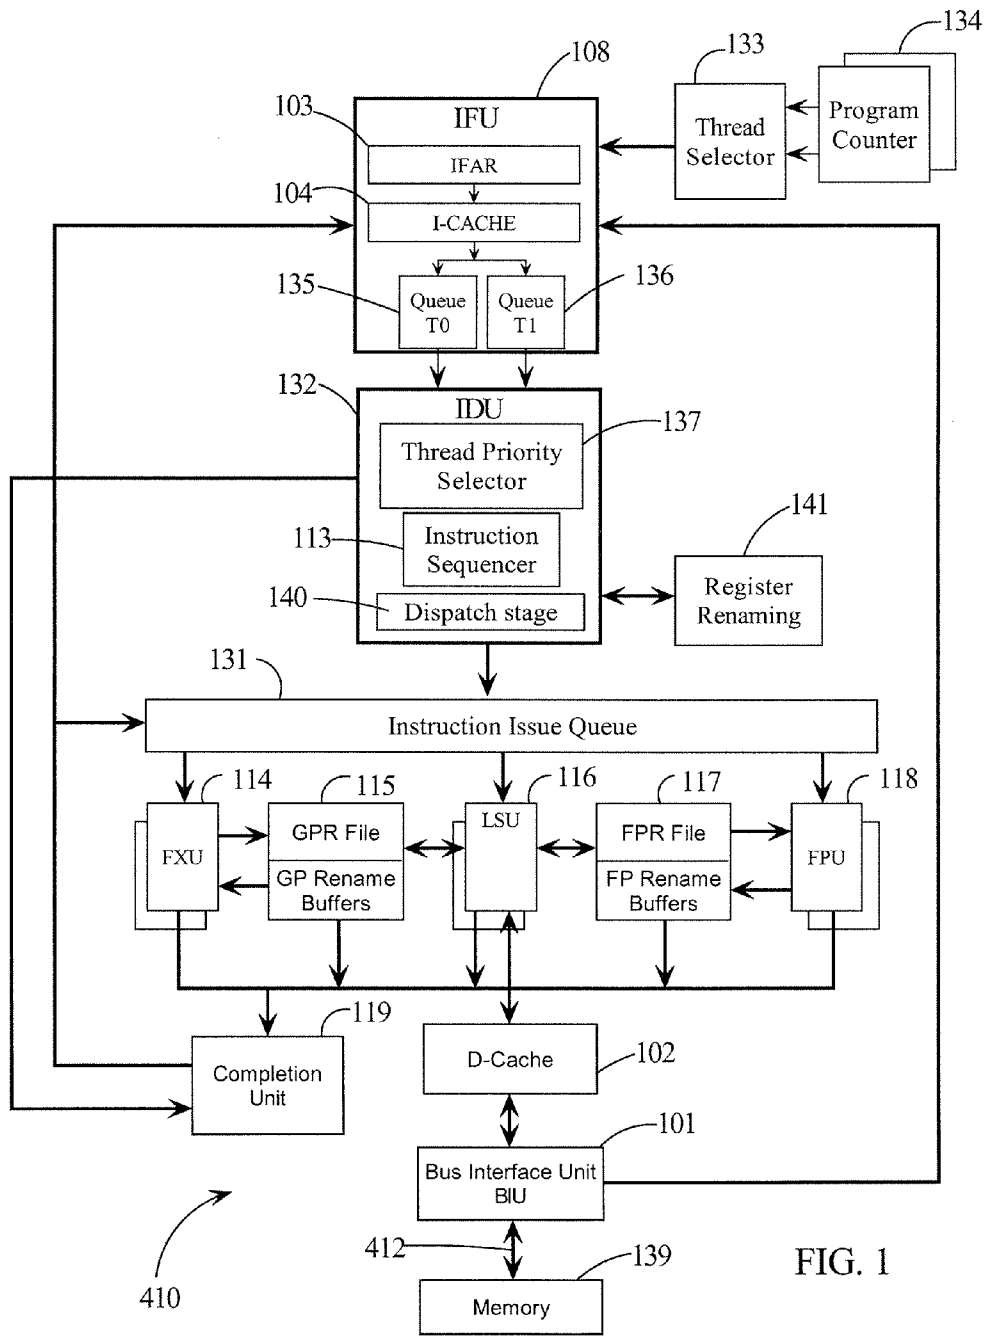 134
133
108
103
IFU
Thread
Selector
Program
Counter
IFAR
104
I-CACHE
135
136
Queue
T0
Queue
T1
132
IDU
137
Thread Priority
Selector
141
113
Instruction
Sequencer
140
Dispatch stage
Register
Renaming
131
Instruction Issue Queue
114
115
116
117
118
LSU
GPR File
FPR File
FXU
FPU
GP Rename
Buffers
FP Rename
Buffers
119
Completion
Unit
D-Cache
102
101
Bus Interface Unit
BIU
412
139
FIG. 1
410
Memory